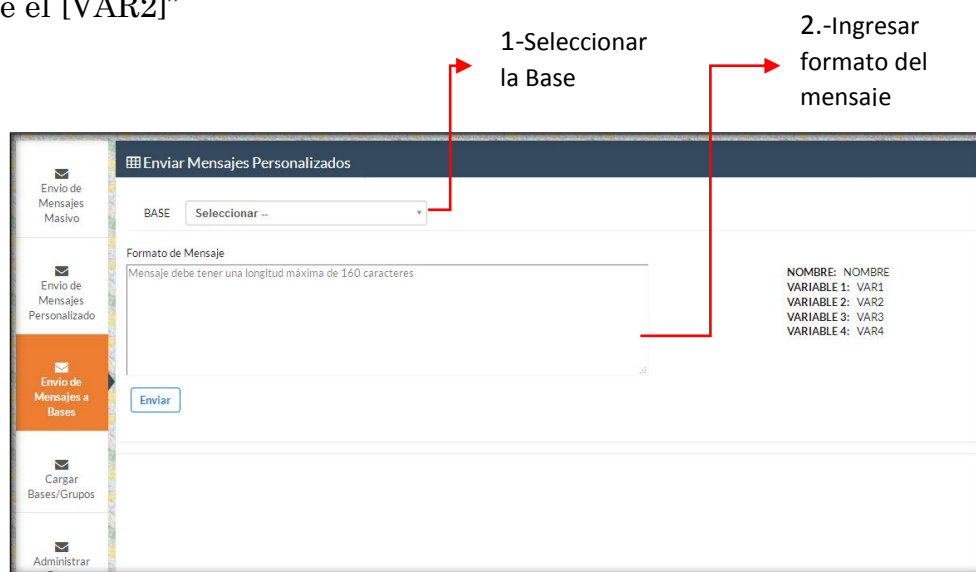 e el [VAR2]”
1-Seleccionar
la Base
2.-Ingresar
formato del
mensaje
Enviar Mensajes Personalizados
Envio de
Mensajes
Masivo
BASE Seleccionar --
Formato de Mensaje
Mensaje debe tener una longitud máxima de 160 caracteres
Envio de
Mensajes
Personalizado
NOMBRE: NOMBRE
VARIABLE 1: VAR1
VARIABLE 2: VAR2
VARIABLE 3: VAR3
VARIABLE 4: VAR4
Envio de
Mensajes a
Bases
Enviar
Cargar
Bases/Grupos
Administrar